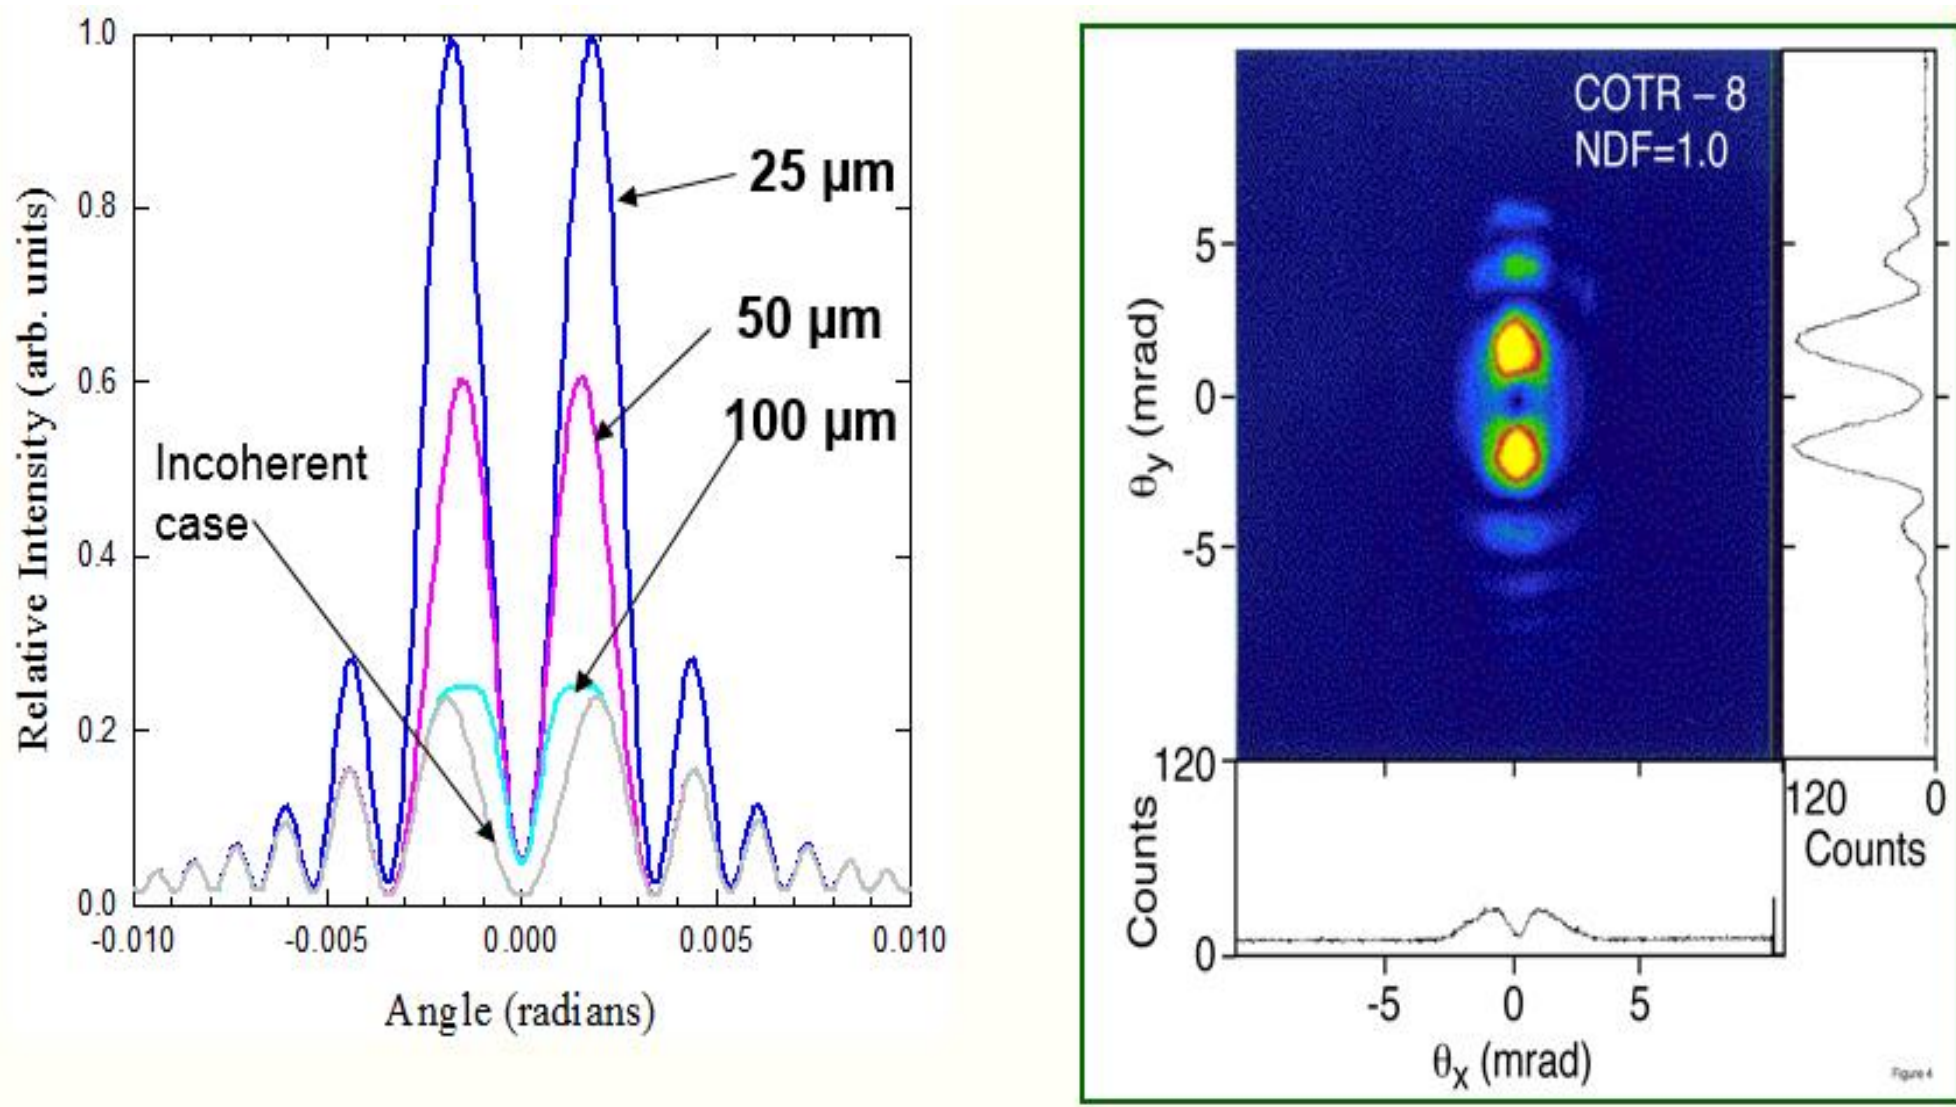 1.0
0.8
0.6
0.4
0.2
0.0
Relative Intensity (arb. units)
-0.010
-0.005
0.000
0.005
0.010
Angle (radians)
25 μm
50 μm
100 μm
Incoherent
case
COTR – 8
NDF=1.0
5
0
-5
θy (mrad)
120
0
Counts
-5
0
5
θx (mrad)
120
0
Counts
Figure 4